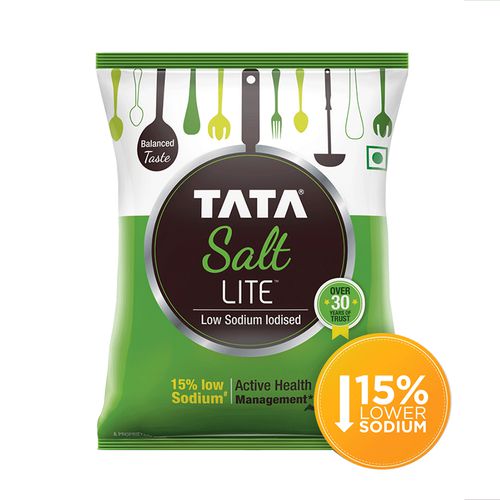 Balanced
Taste
TATA®
Salt
LITE™
Low Sodium Iodised
OVER
30
YEARS OF
TRUST
15% low
Sodium#
Active Health
Management*
15%
LOWER
SODIUM